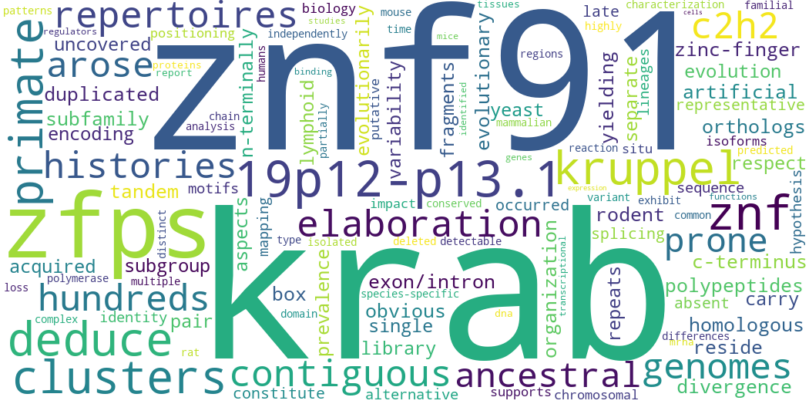 patterns
repertoires
biology
studies
mouse
tissues
characterization
cells
familial
regulators
primate
uncovered
positioning
independently
time
late
highly
c2h2
znf91
arose
proteins
report
humans
mice
zinc-finger
duplicated
chain
analysis
n-terminally
lymphoid
binding
partially
evolutionarily
putative
variability
fragments
identified
evolutionary
yeast
mammalian
regions
yielding
separate
lineages
evolution
artificial
representative
subfamily
encoding
genes
reaction
situ
isoforms
orthologs
predicted
histories
19p12-p13.1
kruppel
respect
tandem
motifs
impact
conserved
occurred
expression
variant
exhibit
sequence
functions
hypothesis
zfps
distinct
aspects
mapping
elaboration
splicing
common
znf
rodent
krab
type
isolated
deleted
detectable
organization
transcriptional
prone
acquired
subgroup
box
prevalence
exon/intron
repeats
c-terminus
loss
polymerase
multiple
domain
species-specific
dna
polypeptides
hundreds
obvious
absent
carry
complex
identity
pair
single
homologous
deduce
rat
library
mrna
differences
reside
clusters
contiguous
ancestral
genomes
constitute
alternative
supports
chromosomal
divergence